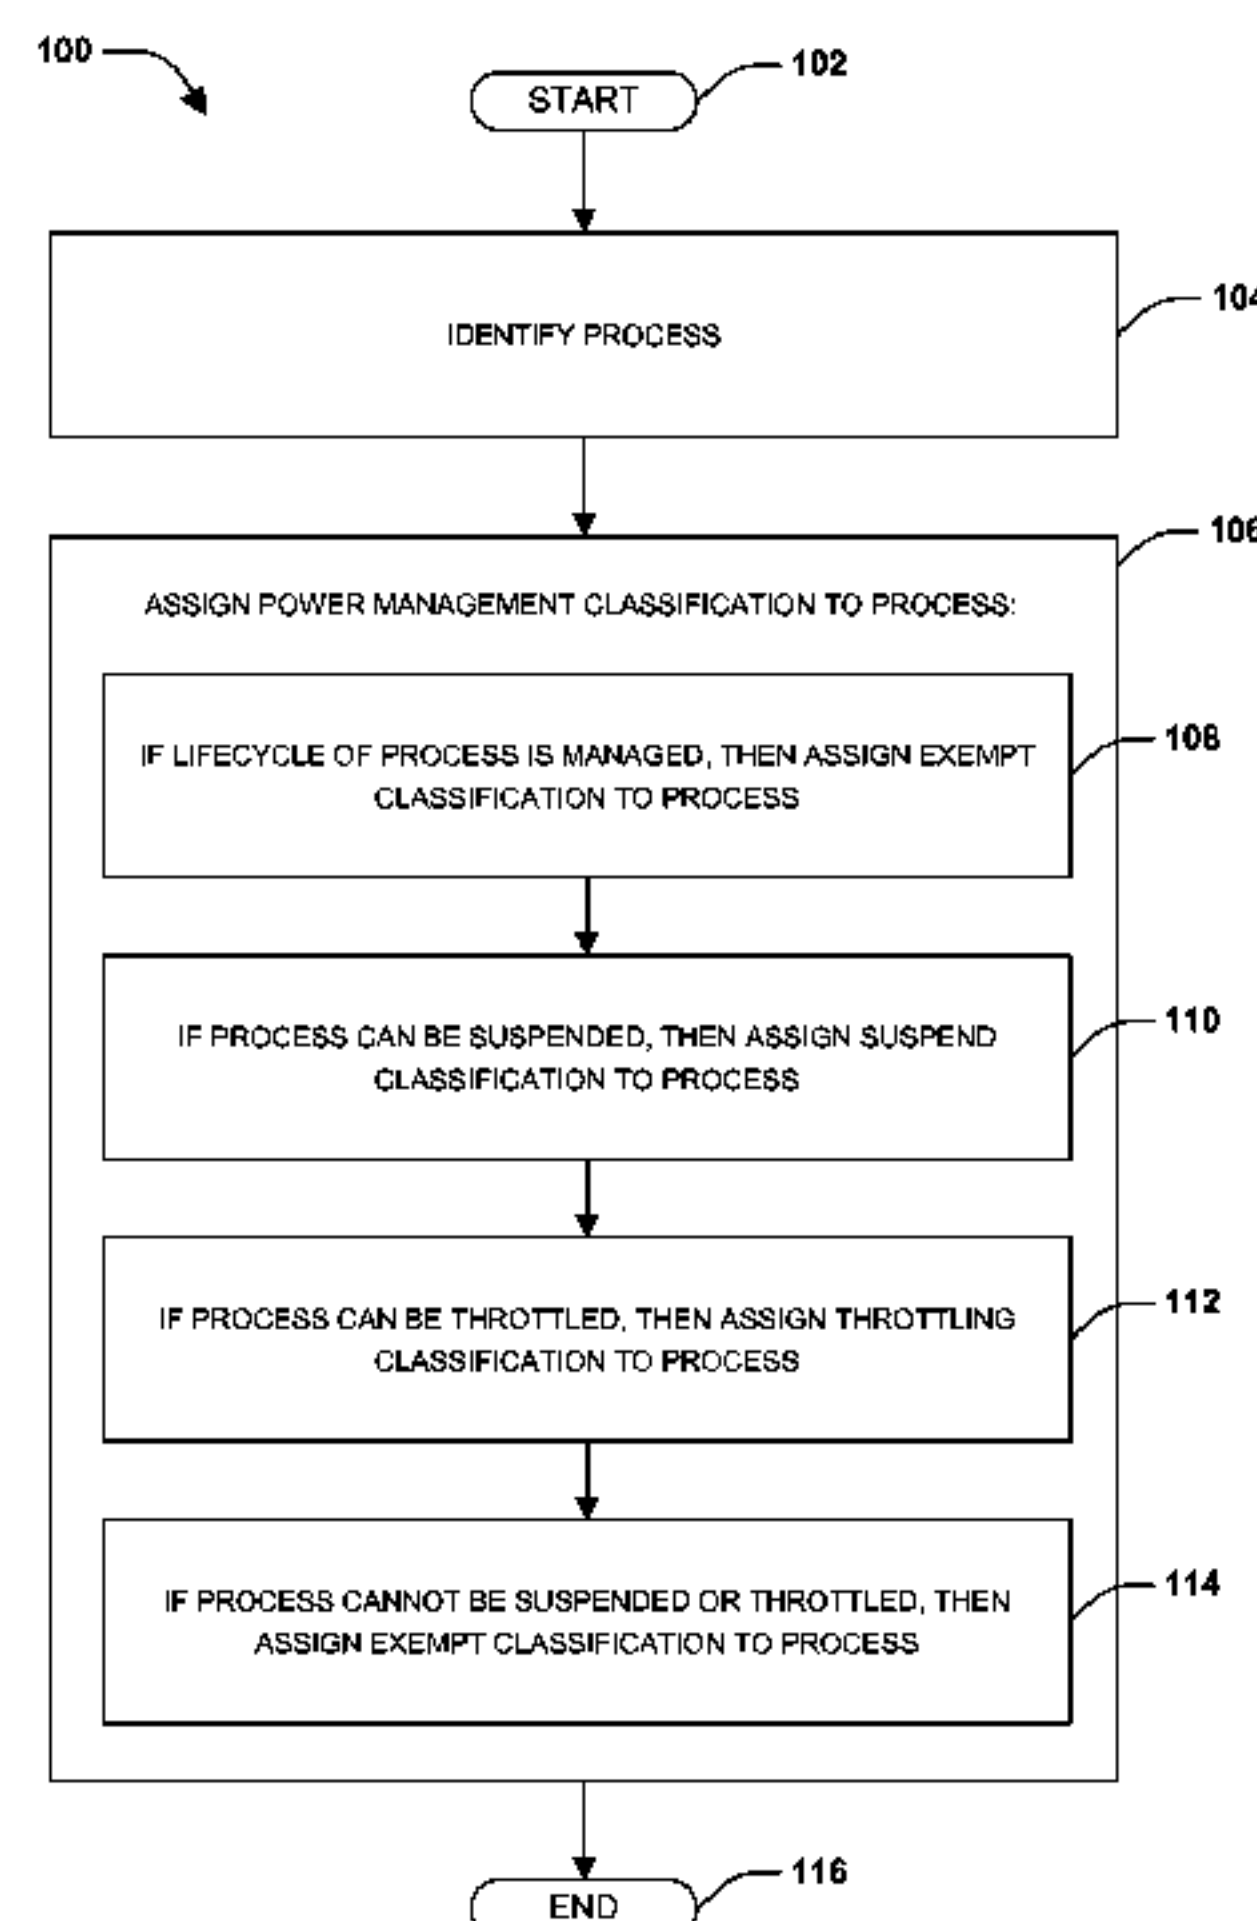 100
102
START
104
IDENTIFY PROCESS
106
ASSIGN POWER MANAGEMENT CLASSIFICATION TO PROCESS:
108
IF LIFECYCLE OF PROCESS IS MANAGED, THEN ASSIGN EXEMPT
CLASSIFICATION TO PROCESS
110
IF PROCESS CAN BE SUSPENDED, THEN ASSIGN SUSPEND
CLASSIFICATION TO PROCESS
112
IF PROCESS CAN BE THROTTLED, THEN ASSIGN THROTTLING
CLASSIFICATION TO PROCESS
114
IF PROCESS CANNOT BE SUSPENDED OR THROTTLED, THEN
ASSIGN EXEMPT CLASSIFICATION TO PROCESS
116
END